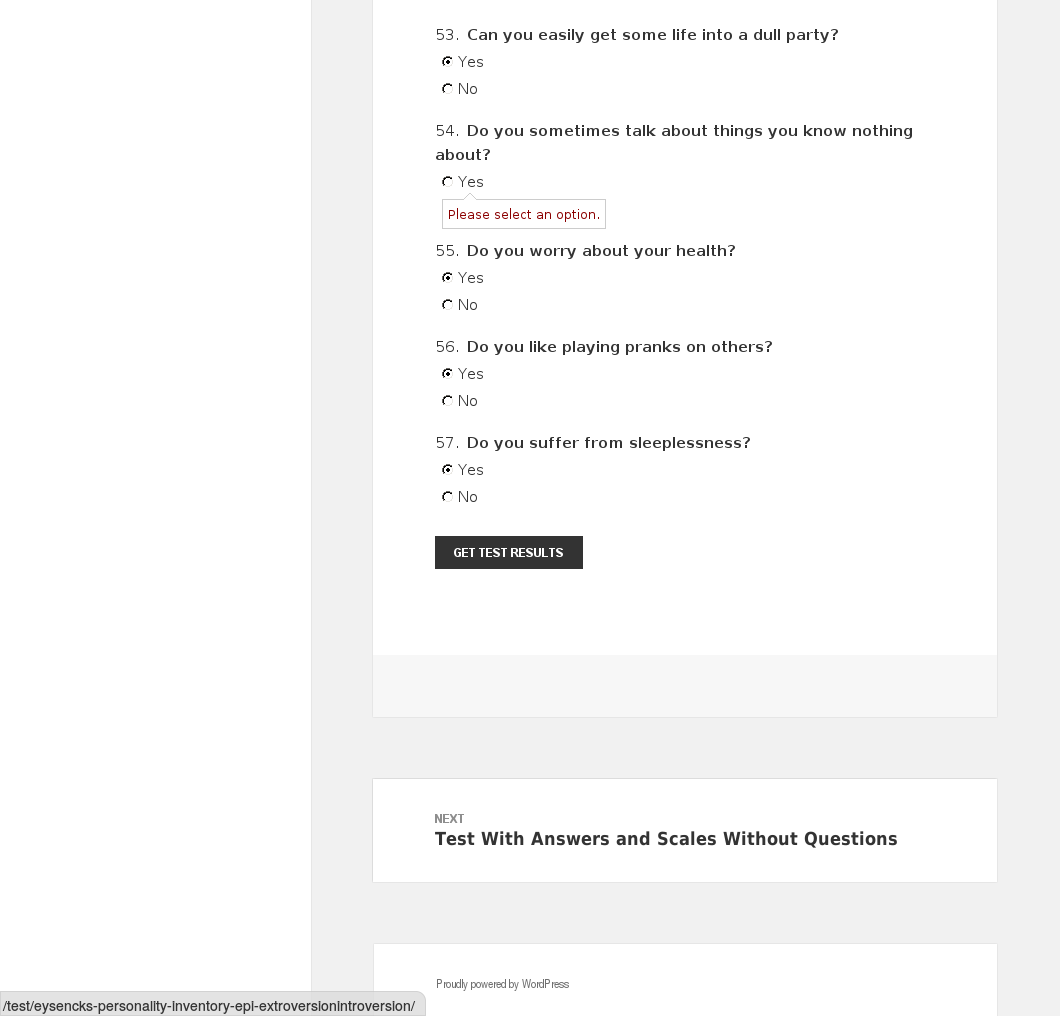 53. Can you easily get some life into a dull party?
Yes
No
54. Do you sometimes talk about things you know nothing
about?
Yes
Please select an option.
55. Do you worry about your health?
Yes
No
56. Do you like playing pranks on others?
Yes
No
57. Do you suffer from sleeplessness?
Yes
No
GET TEST RESULTS
NEXT
Test With Answers and Scales Without Questions
Proudly powered by WordPress
/test/eysencks-personality-inventory-epi-extroversionintroversion/